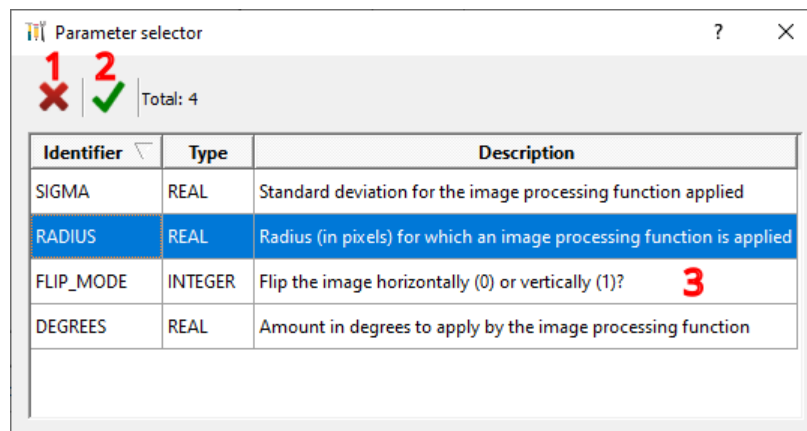 Parameter selector ?
1 2
Total: 4
Identifier Type Description
SIGMA REAL Standard deviation for the image processing function applied
RADIUS REAL Radius (in pixels) for which an image processing function is applied
FLIP_MODE INTEGER Flip the image horizontally (0) or vertically (1)? 3
DEGREES REAL Amount in degrees to apply by the image processing function